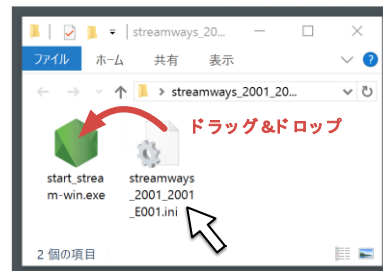 streamways_20...
ファイル ホーム 共有 表示
streamways_2001_20...
ドラッグ&ドロップ
start_strea
m-win.exe
streamways
_2001_2001
_E001.ini
2 個の項目